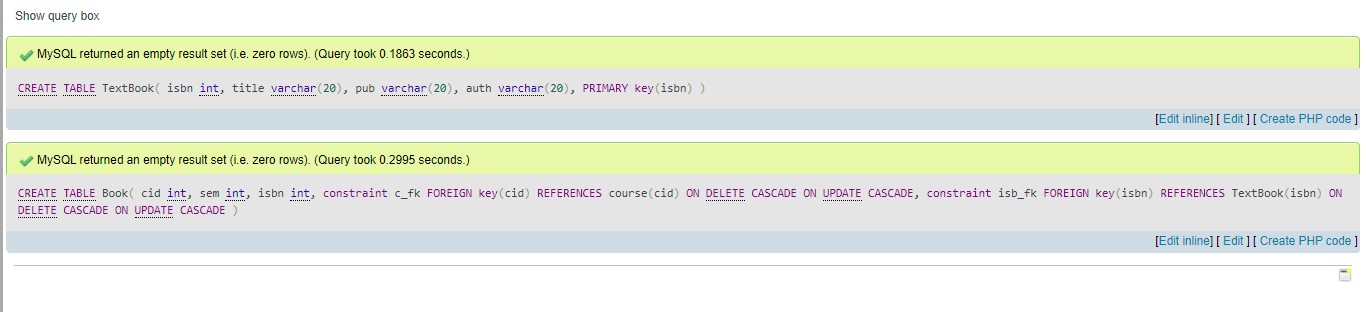 Show query box
MySQL returned an empty result set (i.e. zero rows). (Query took 0.1863 seconds.)
CREATE TABLE TextBook( isbn int, title varchar(20), pub varchar(20), auth varchar(20), PRIMARY key(isbn) )
[Edit inline] [ Edit ] [ Create PHP code ]
MySQL returned an empty result set (i.e. zero rows). (Query took 0.2995 seconds.)
CREATE TABLE Book( cid int, sem int, isbn int, constraint c_fk FOREIGN key(cid) REFERENCES course(cid) ON DELETE CASCADE ON UPDATE CASCADE, constraint isb_fk FOREIGN key(isbn) REFERENCES TextBook(isbn) ON
DELETE CASCADE ON UPDATE CASCADE )
[Edit inline] [ Edit ] [ Create PHP code ]